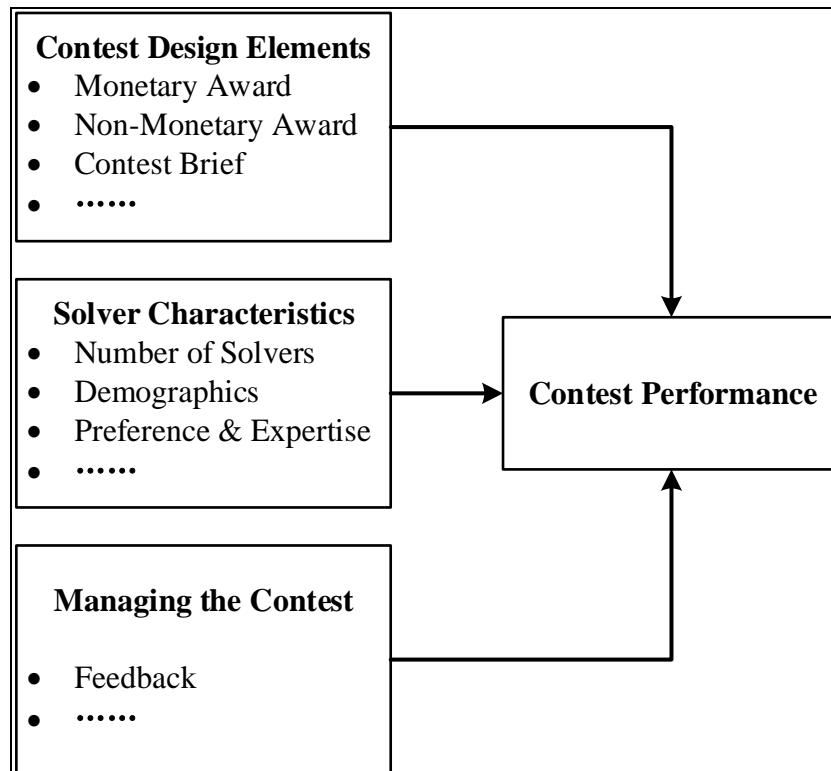 Contest Design Elements
• Monetary Award
• Non-Monetary Award
• Contest Brief
• ......
Solver Characteristics
• Number of Solvers
• Demographics
• Preference & Expertise
• ......
Contest Performance
Managing the Contest
• Feedback
• ......